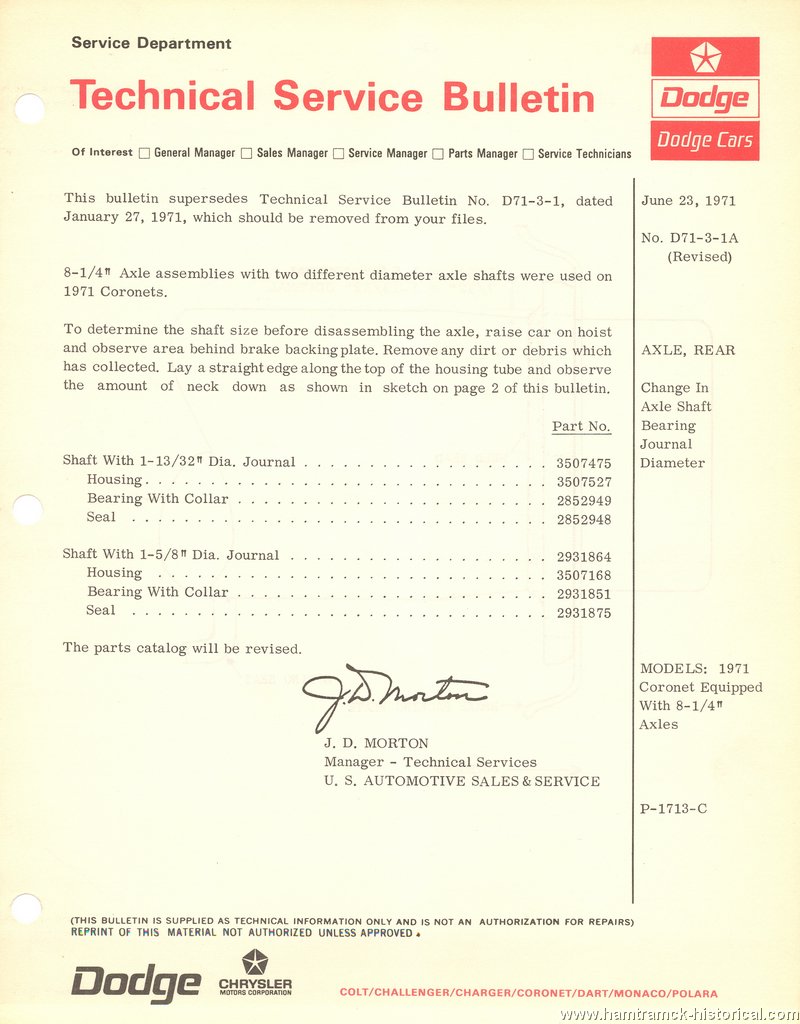 Service Department
Technical Service Bulletin
Dodge
Dodge Cars
Of Interest □ General Manager □ Sales Manager □ Service Manager □ Parts Manager □ Service Technicians
This bulletin supersedes Technical Service Bulletin No. D71-3-1, dated
January 27, 1971, which should be removed from your files.
8-1/4" Axle assemblies with two different diameter axle shafts were used on
1971 Coronets.
To determine the shaft size before disassembling the axle, raise car on hoist
and observe area behind brake backing plate. Remove any dirt or debris which
has collected. Lay a straight edge along the top of the housing tube and observe
the amount of neck down as shown in sketch on page 2 of this bulletin.
Part No.
Shaft With 1-13/32" Dia. Journal . . . . . . . . . . . . . . . . . . . 3507475
Housing . . . . . . . . . . . . . . . . . . . . . . . . . . . . . . . 3507527
Bearing With Collar . . . . . . . . . . . . . . . . . . . . . . . . 2852949
Seal . . . . . . . . . . . . . . . . . . . . . . . . . . . . . . . . 2852948
Shaft With 1-5/8" Dia. Journal . . . . . . . . . . . . . . . . . . . . 2931864
Housing . . . . . . . . . . . . . . . . . . . . . . . . . . . . . . 3507168
Bearing With Collar . . . . . . . . . . . . . . . . . . . . . . . . 2931851
Seal . . . . . . . . . . . . . . . . . . . . . . . . . . . . . . . . 2931875
The parts catalog will be revised.
J. D. Morton
J. D. MORTON
Manager - Technical Services
U. S. AUTOMOTIVE SALES & SERVICE
June 23, 1971
No. D71-3-1A
(Revised)
AXLE, REAR
Change In
Axle Shaft
Bearing
Journal
Diameter
MODELS: 1971
Coronet Equipped
With 8-1/4"
Axles
P-1713-C
(THIS BULLETIN IS SUPPLIED AS TECHNICAL INFORMATION ONLY AND IS NOT AN AUTHORIZATION FOR REPAIRS)
REPRINT OF THIS MATERIAL NOT AUTHORIZED UNLESS APPROVED.
Dodge
CHRYSLER
MOTORS CORPORATION
COLT/CHALLENGER/CHARGER/CORONET/DART/MONACO/POLARA
www.hamtramck-historical.com